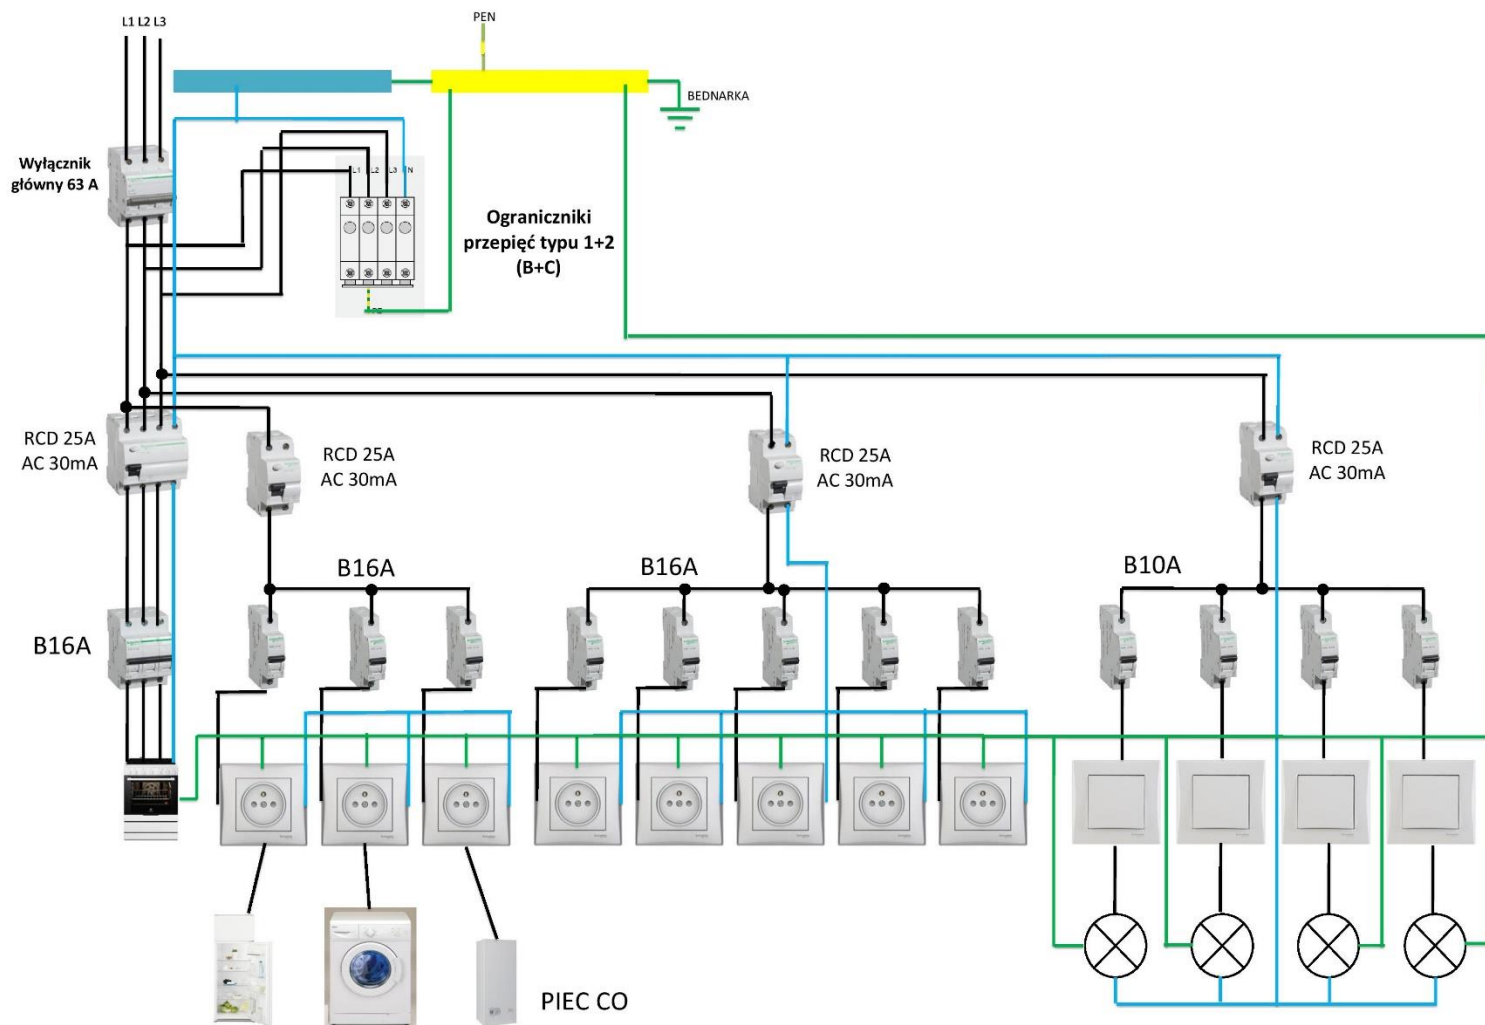 L1 L2 L3
PEN
BEDNARKA
Wyłącznik
główny 63 A
L1 L2 L3 N
Ograniczniki
przepięć typu 1+2
(B+C)
PE
RCD 25A
AC 30mA
RCD 25A
AC 30mA
RCD 25A
AC 30mA
RCD 25A
AC 30mA
B16A
B16A
B10A
B16A
PIEC CO